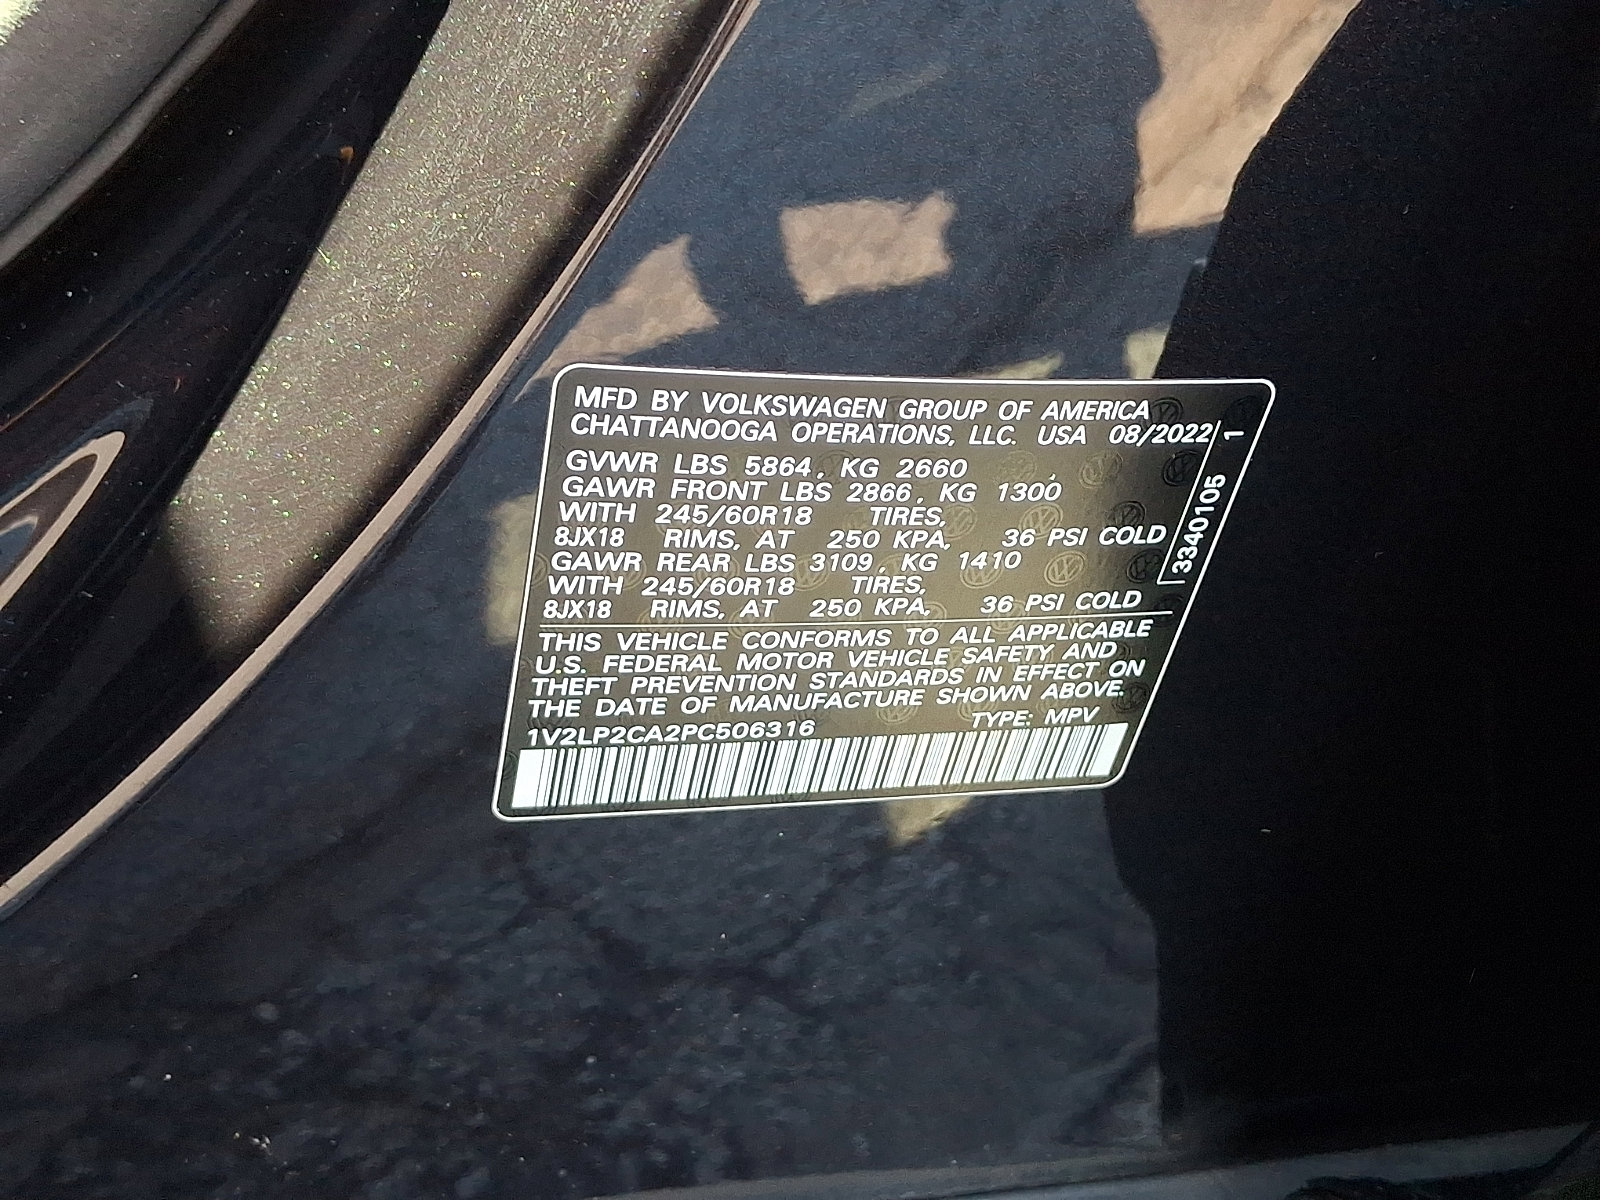 MFD BY VOLKSWAGEN GROUP OF AMERICA
CHATTANOOGA OPERATIONS, LLC. USA 08/2022
GVWR LBS 5864, KG 2660
GAWR FRONT LBS 2866, KG 1300
WITH 245/60R18 TIRES,
8JX18 RIMS, AT 250 KPA, 36 PSI COLD
GAWR REAR LBS 3109, KG 1410
WITH 245/60R18 TIRES,
8JX18 RIMS, AT 250 KPA, 36 PSI COLD
3340105 1
THIS VEHICLE CONFORMS TO ALL APPLICABLE
U.S. FEDERAL MOTOR VEHICLE SAFETY AND
THEFT PREVENTION STANDARDS IN EFFECT ON
THE DATE OF MANUFACTURE SHOWN ABOVE.
1V2LP2CA2PC506316 TYPE: MPV